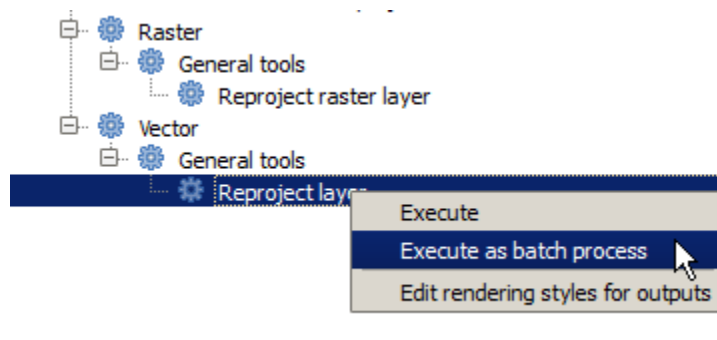 Raster
General tools
Reproject raster layer
Vector
General tools
Reproject layer
Execute
Execute as batch process
Edit rendering styles for outputs